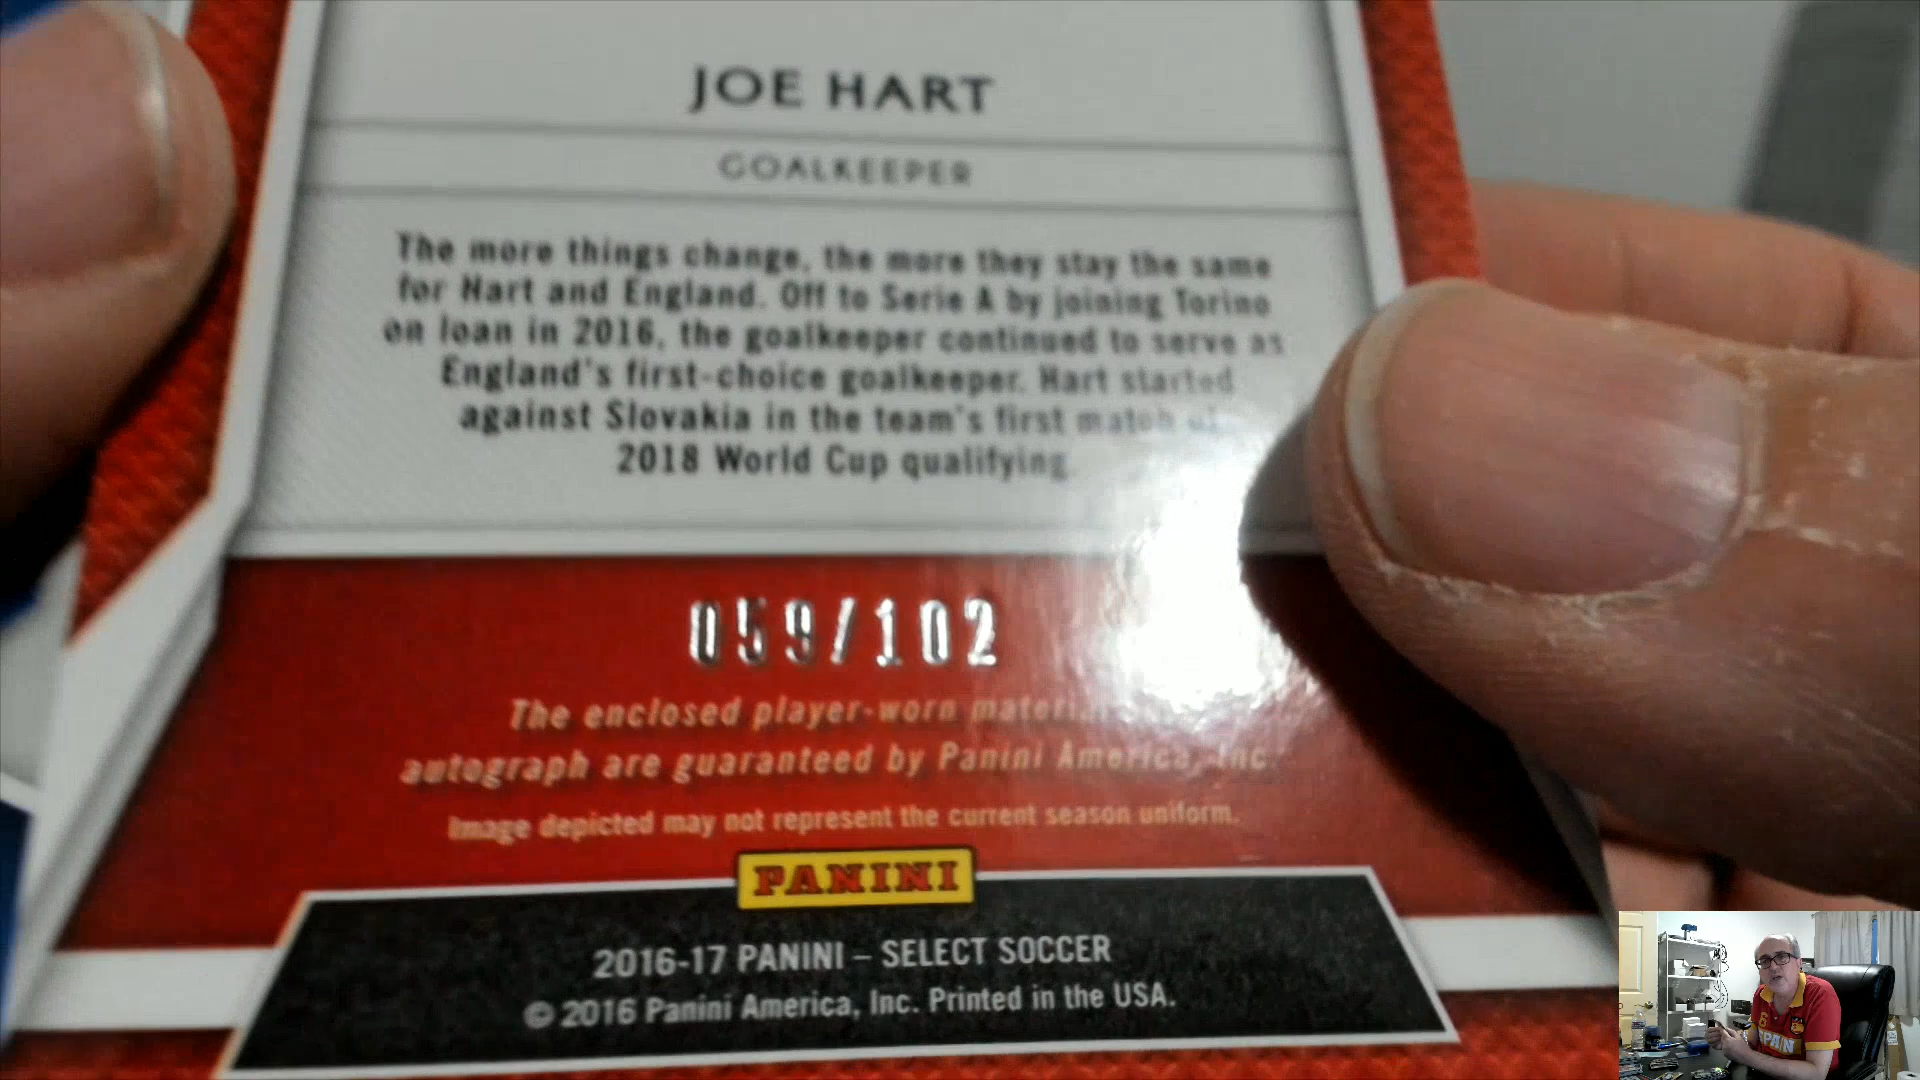 JOE HART
GOALKEEPER
The more things change, the more they stay the same
for Hart and England. Off to Serie A by joining Torino
on loan in 2016, the goalkeeper continued to serve as
England's first-choice goalkeeper. Hart started
against Slovakia in the team's first match of
2018 World Cup qualifying
059/102
The enclosed player-worn
autograph are guaranteed by Panini America, Inc.
Image depicted may not represent the current season uniform.
PANINI
2016-17 PANINI – SELECT SOCCER
© 2016 Panini America, Inc. Printed in the USA.